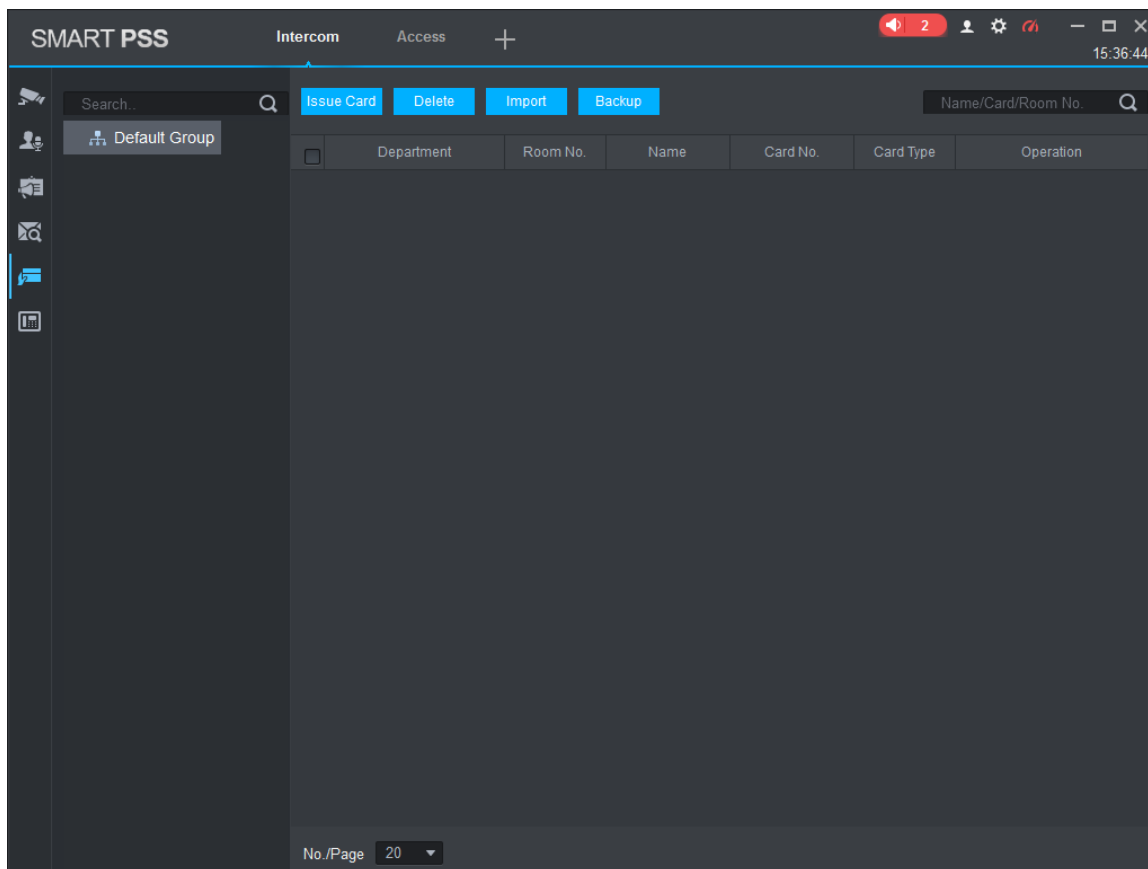 SMART PSS Intercom Access 2
15:36:44
Search.. Issue Card Delete Import Backup Name/Card/Room No.
Default Group
Department Room No. Name Card No. Card Type Operation
No./Page 20